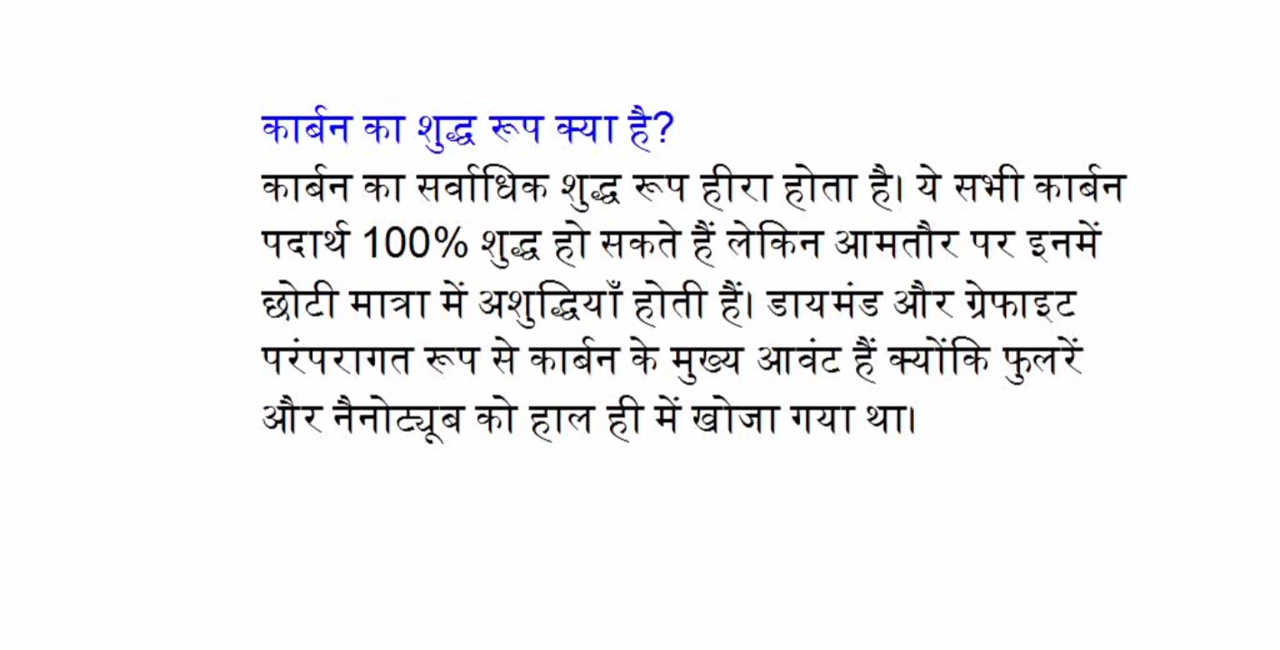 कार्बन का शुद्ध रूप क्या है?
कार्बन का सर्वाधिक शुद्ध रूप हीरा होता है। ये सभी कार्बन
पदार्थ 100% शुद्ध हो सकते हैं लेकिन आमतौर पर इनमें
छोटी मात्रा में अशुद्धियाँ होती हैं। डायमंड और ग्रेफाइट
परंपरागत रूप से कार्बन के मुख्य आवंट हैं क्योंकि फुलरें
और नैनोट्यूब को हाल ही में खोजा गया था।